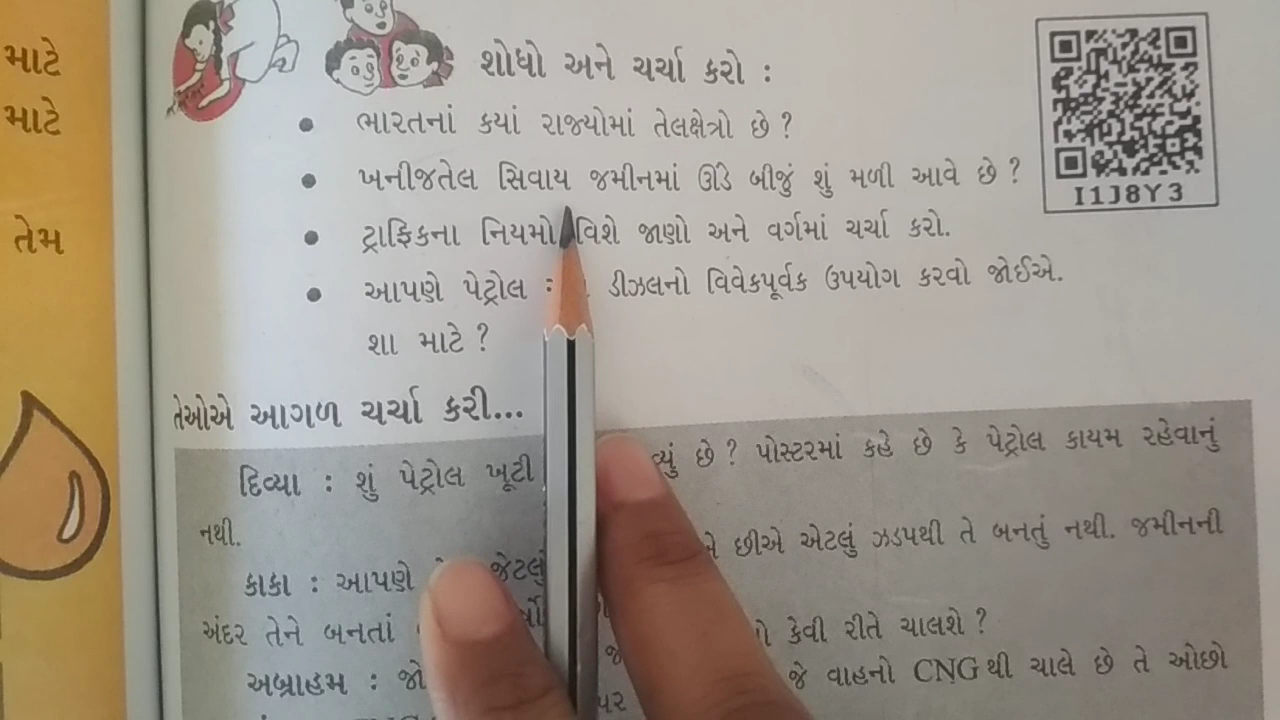 માટે
માટે
તેમ
શોધો અને ચર્ચા કરો :
I1J8Y3
• ભારતનાં કયાં રાજ્યોમાં તેલક્ષેત્રો છે ?
• ખનીજતેલ સિવાય જમીનમાં ઊંડે બીજું શું મળી આવે છે ?
• ટ્રાફિકના નિયમો વિશે જાણો અને વર્ગમાં ચર્ચા કરો.
• આપણે પેટ્રોલ ડીઝલનો વિવેકપૂર્વક ઉપયોગ કરવો જોઈએ.
શા માટે ?
તેઓએ આગળ ચર્ચા કરી...
દિવ્યા : શું પેટ્રોલ ખૂટી છે ? પોસ્ટરમાં કહે છે કે પેટ્રોલ કાયમ રહેવાનું
નથી.
કાકા : આપણે જેટલું છીએ એટલું ઝડપથી તે બનતું નથી. જમીનની
અંદર તેને બનતાં કેવી રીતે ચાલશે ?
અબ્રાહમ : જે વાહનો CNG થી ચાલે છે તે ઓછો